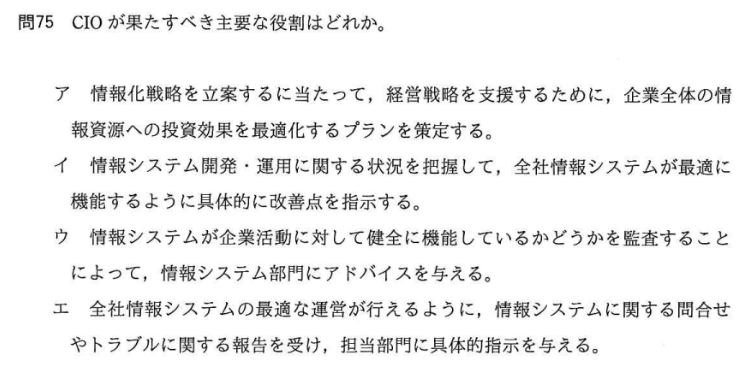 問75　CIO が果たすべき主要な役割はどれか。
ア　情報化戦略を立案するに当たって，経営戦略を支援するために，企業全体の情
報資源への投資効果を最適化するプランを策定する。
イ　情報システム開発・運用に関する状況を把握して，全社情報システムが最適に
機能するように具体的に改善点を指示する。
ウ　情報システムが企業活動に対して健全に機能しているかどうかを監査すること
によって，情報システム部門にアドバイスを与える。
エ　全社情報システムの最適な運営が行えるように，情報システムに関する問合せ
やトラブルに関する報告を受け，担当部門に具体的指示を与える。